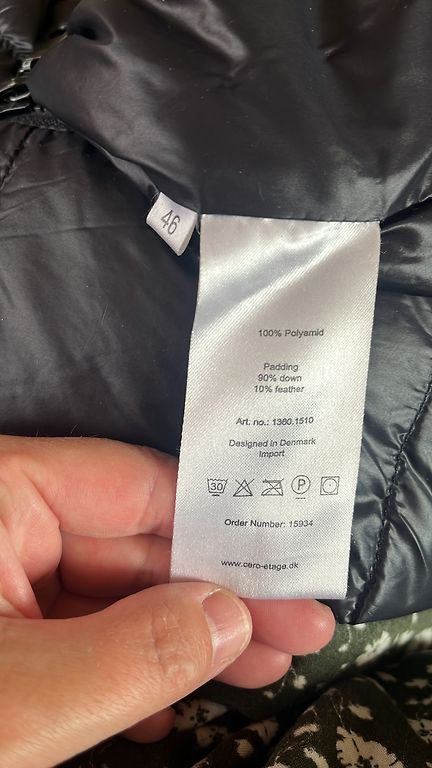 46
100% Polyamid
Padding
90% down
10% feather
Art. no.: 1360.1510
Designed in Denmark
Import
30 P
Order Number: 15934
www.cero-etage.dk